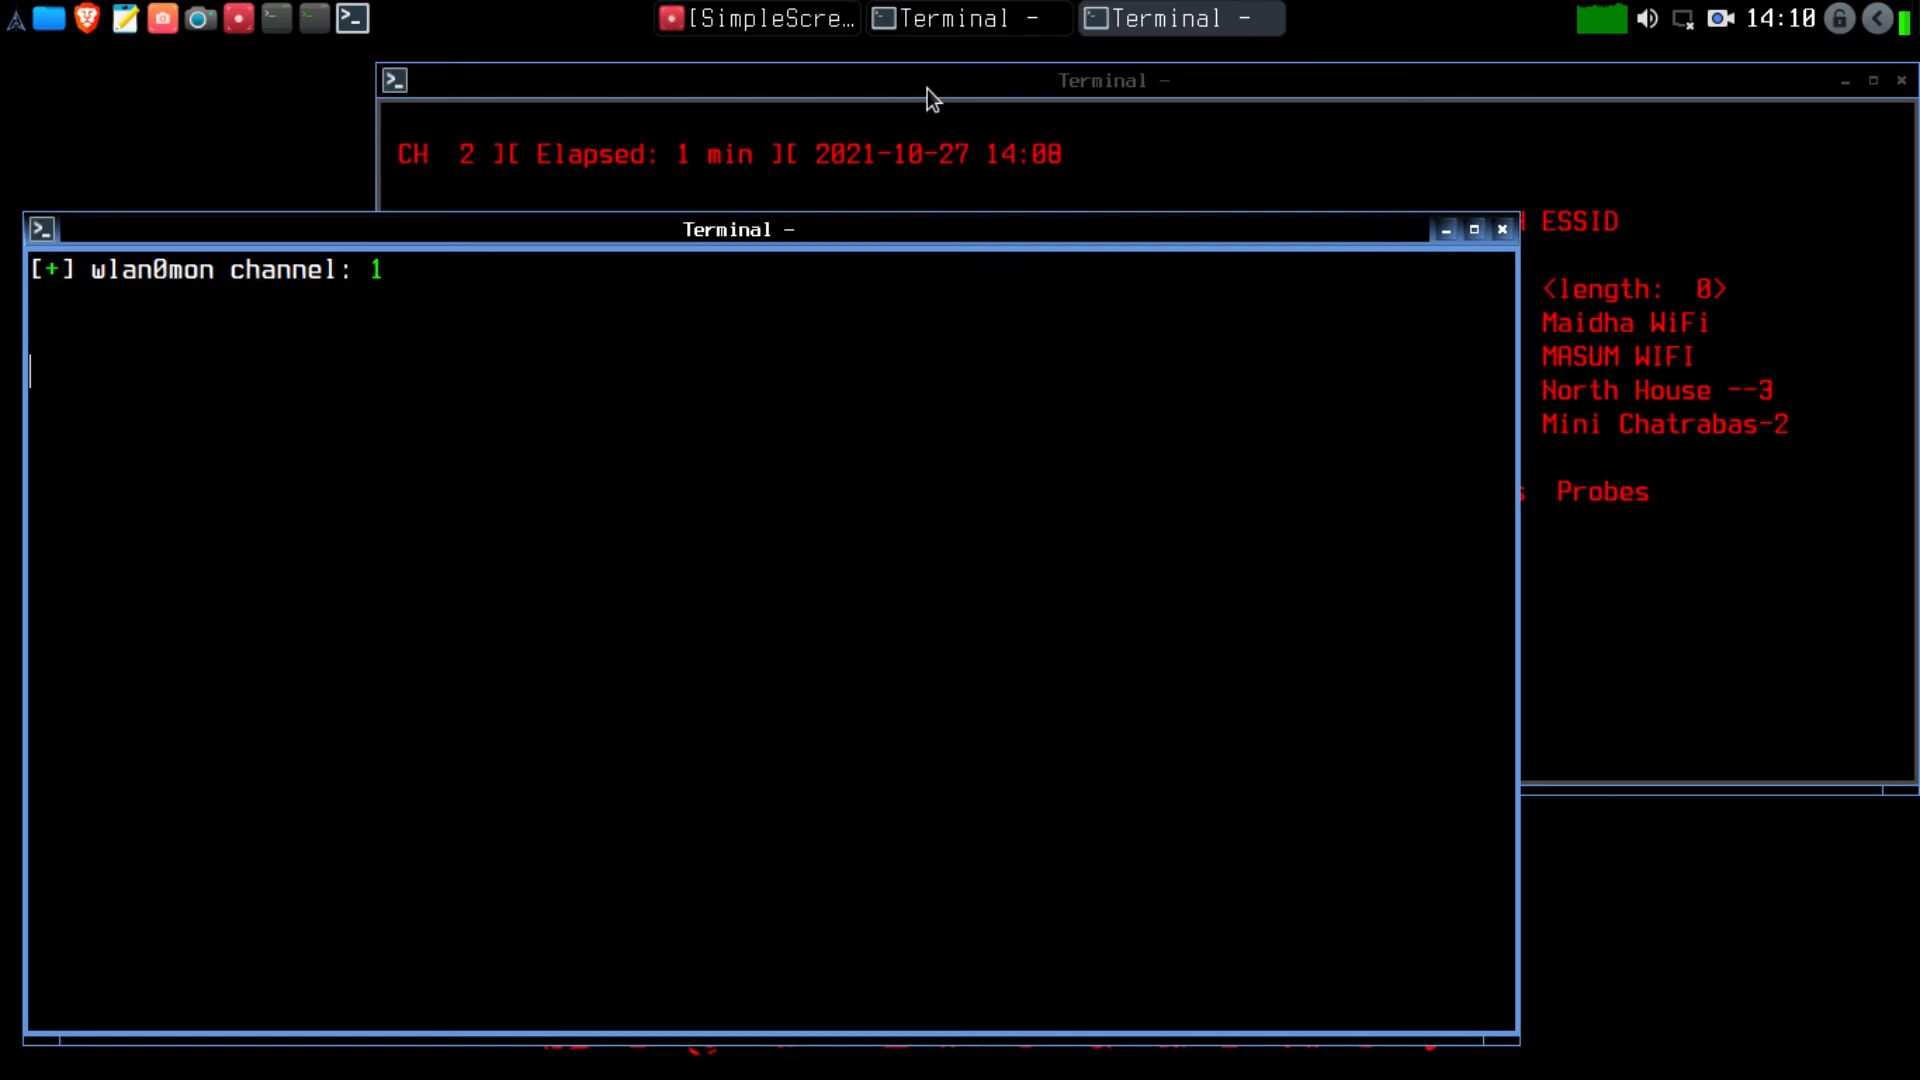 [SimpleScre…
Terminal –
Terminal –
14:10
Terminal –
CH 2 ][ Elapsed: 1 min ][ 2021-10-27 14:08
ESSID
Terminal –
[+] wlan0mon channel: 1
<length: 0>
Maidha WiFi
MASUM WIFI
North House --3
Mini Chatrabas-2
Probes